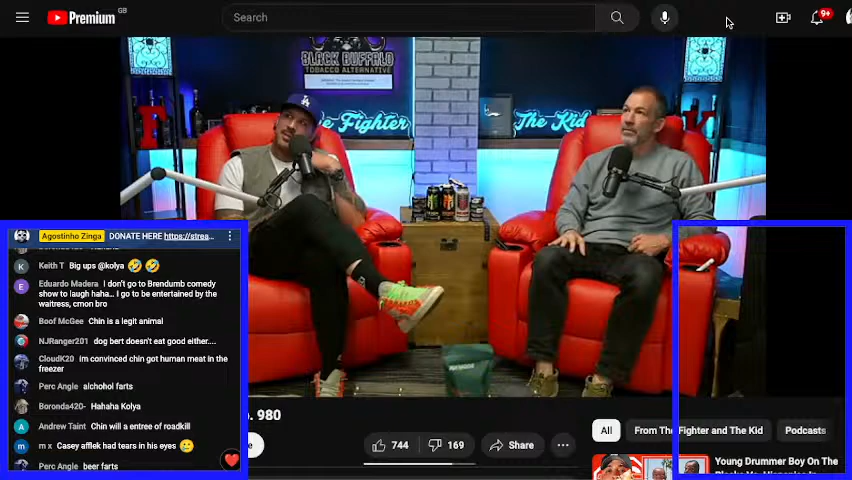 Premium GB
Search
9+
BLACK BUFFALO
TOBACCO ALTERNATIVE
Fighter
The Kid
Agostinho Zinga DONATE HERE https://strea...
Keith T Big ups @kolya 🤣 🤣
Eduardo Madera I don't go to Brendumb comedy
show to laugh haha... I go to be entertained by the
waitress, cmon bro
Boof McGee Chin is a legit animal
NJRanger201 dog bert doesn't eat good either....
CloudK20 im convinced chin got human meat in the
freezer
Perc Angle alchohol farts
Boronda420- Hahaha Kolya
Andrew Taint Chin will a entree of roadkill
m x Casey afflek had tears in his eyes 🥲
Perc Angle beer farts
. 980
744 169 Share ...
All From The Fighter and The Kid Podcasts
Young Drummer Boy On The